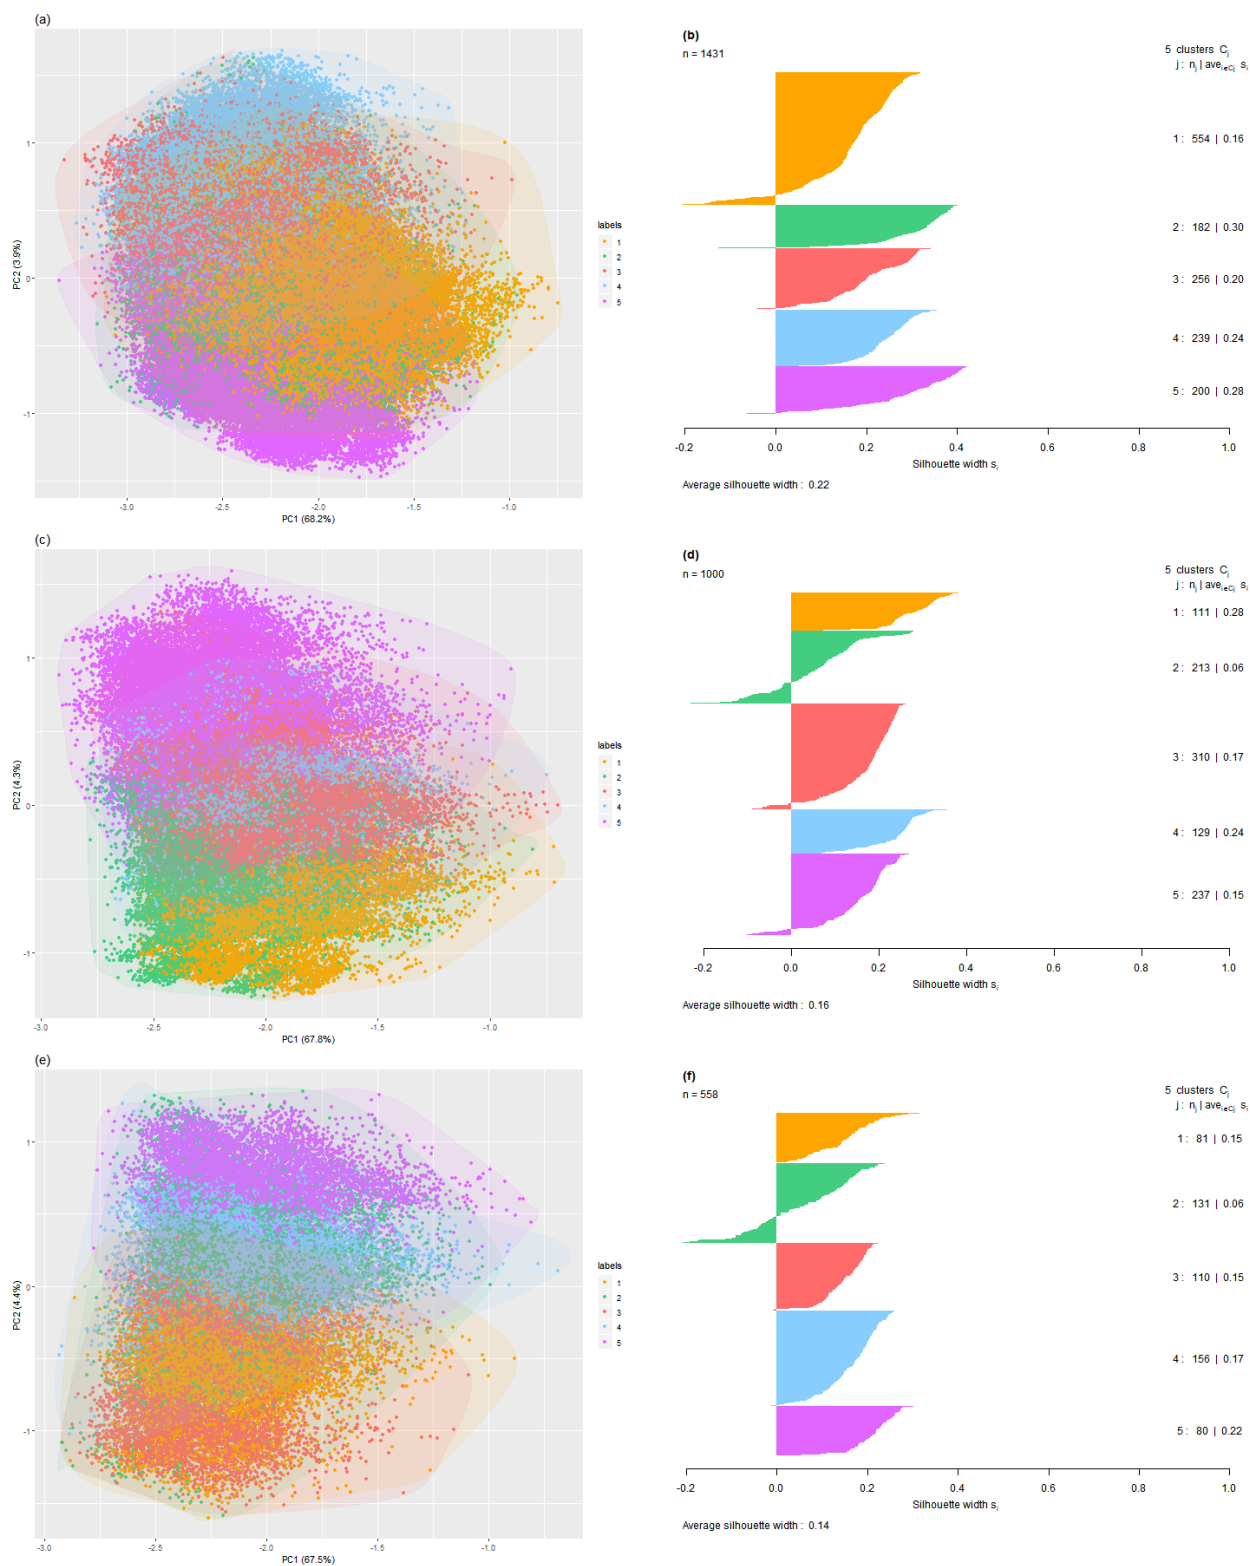 (a)
PC2 (3.9%)
1
0
-1
-3.0 -2.5 -2.0 -1.5 -1.0
PC1 (68.2%)
labels
1
2
3
4
5
(b)
n = 1431
5 clusters Cj
j : nj | avei∈Cj si
1 : 554 | 0.16
2 : 182 | 0.30
3 : 256 | 0.20
4 : 239 | 0.24
5 : 200 | 0.28
-0.2 0.0 0.2 0.4 0.6 0.8 1.0
Silhouette width si
Average silhouette width : 0.22
(c)
PC2 (4.3%)
1
0
-1
-3.0 -2.5 -2.0 -1.5 -1.0
PC1 (67.8%)
labels
1
2
3
4
5
(d)
n = 1000
5 clusters Cj
j : nj | avei∈Cj si
1 : 111 | 0.28
2 : 213 | 0.06
3 : 310 | 0.17
4 : 129 | 0.24
5 : 237 | 0.15
-0.2 0.0 0.2 0.4 0.6 0.8 1.0
Silhouette width si
Average silhouette width : 0.16
(e)
PC2 (4.4%)
1
0
-1
-3.0 -2.5 -2.0 -1.5 -1.0
PC1 (67.5%)
labels
1
2
3
4
5
(f)
n = 558
5 clusters Cj
j : nj | avei∈Cj si
1 : 81 | 0.15
2 : 131 | 0.06
3 : 110 | 0.15
4 : 156 | 0.17
5 : 80 | 0.22
-0.2 0.0 0.2 0.4 0.6 0.8 1.0
Silhouette width si
Average silhouette width : 0.14